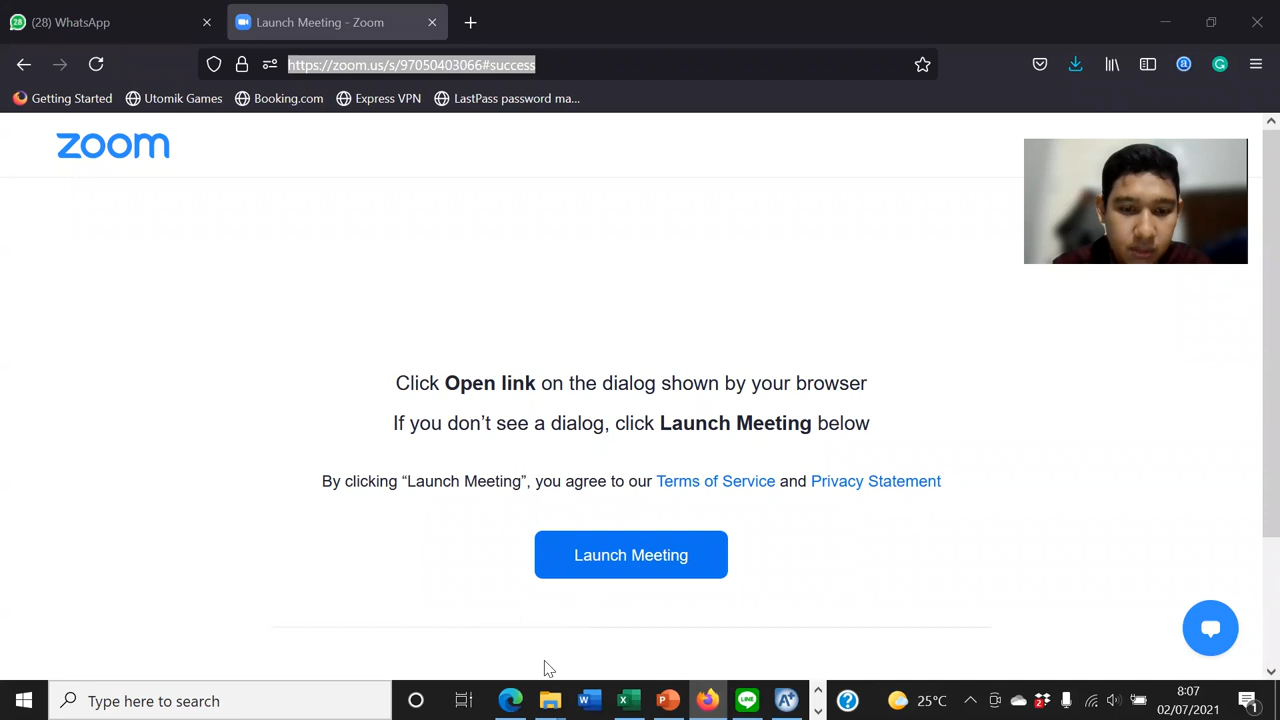 (28) WhatsApp
Launch Meeting - Zoom
https://zoom.us/s/97050403066#success
Getting Started
Utomik Games
Booking.com
Express VPN
LastPass password ma...
zoom
Click Open link on the dialog shown by your browser
If you don't see a dialog, click Launch Meeting below
By clicking “Launch Meeting”, you agree to our Terms of Service and Privacy Statement
Launch Meeting
Type here to search
25°C
8:07
02/07/2021